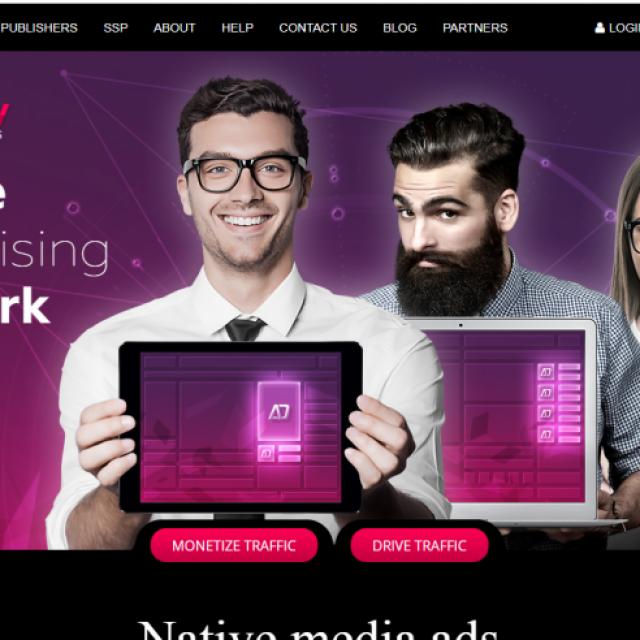 PUBLISHERS SSP ABOUT HELP CONTACT US BLOG PARTNERS LOGIN
ising
rk
AD
AD
AD
AD
AD
AD
MONETIZE TRAFFIC DRIVE TRAFFIC
Native media ads